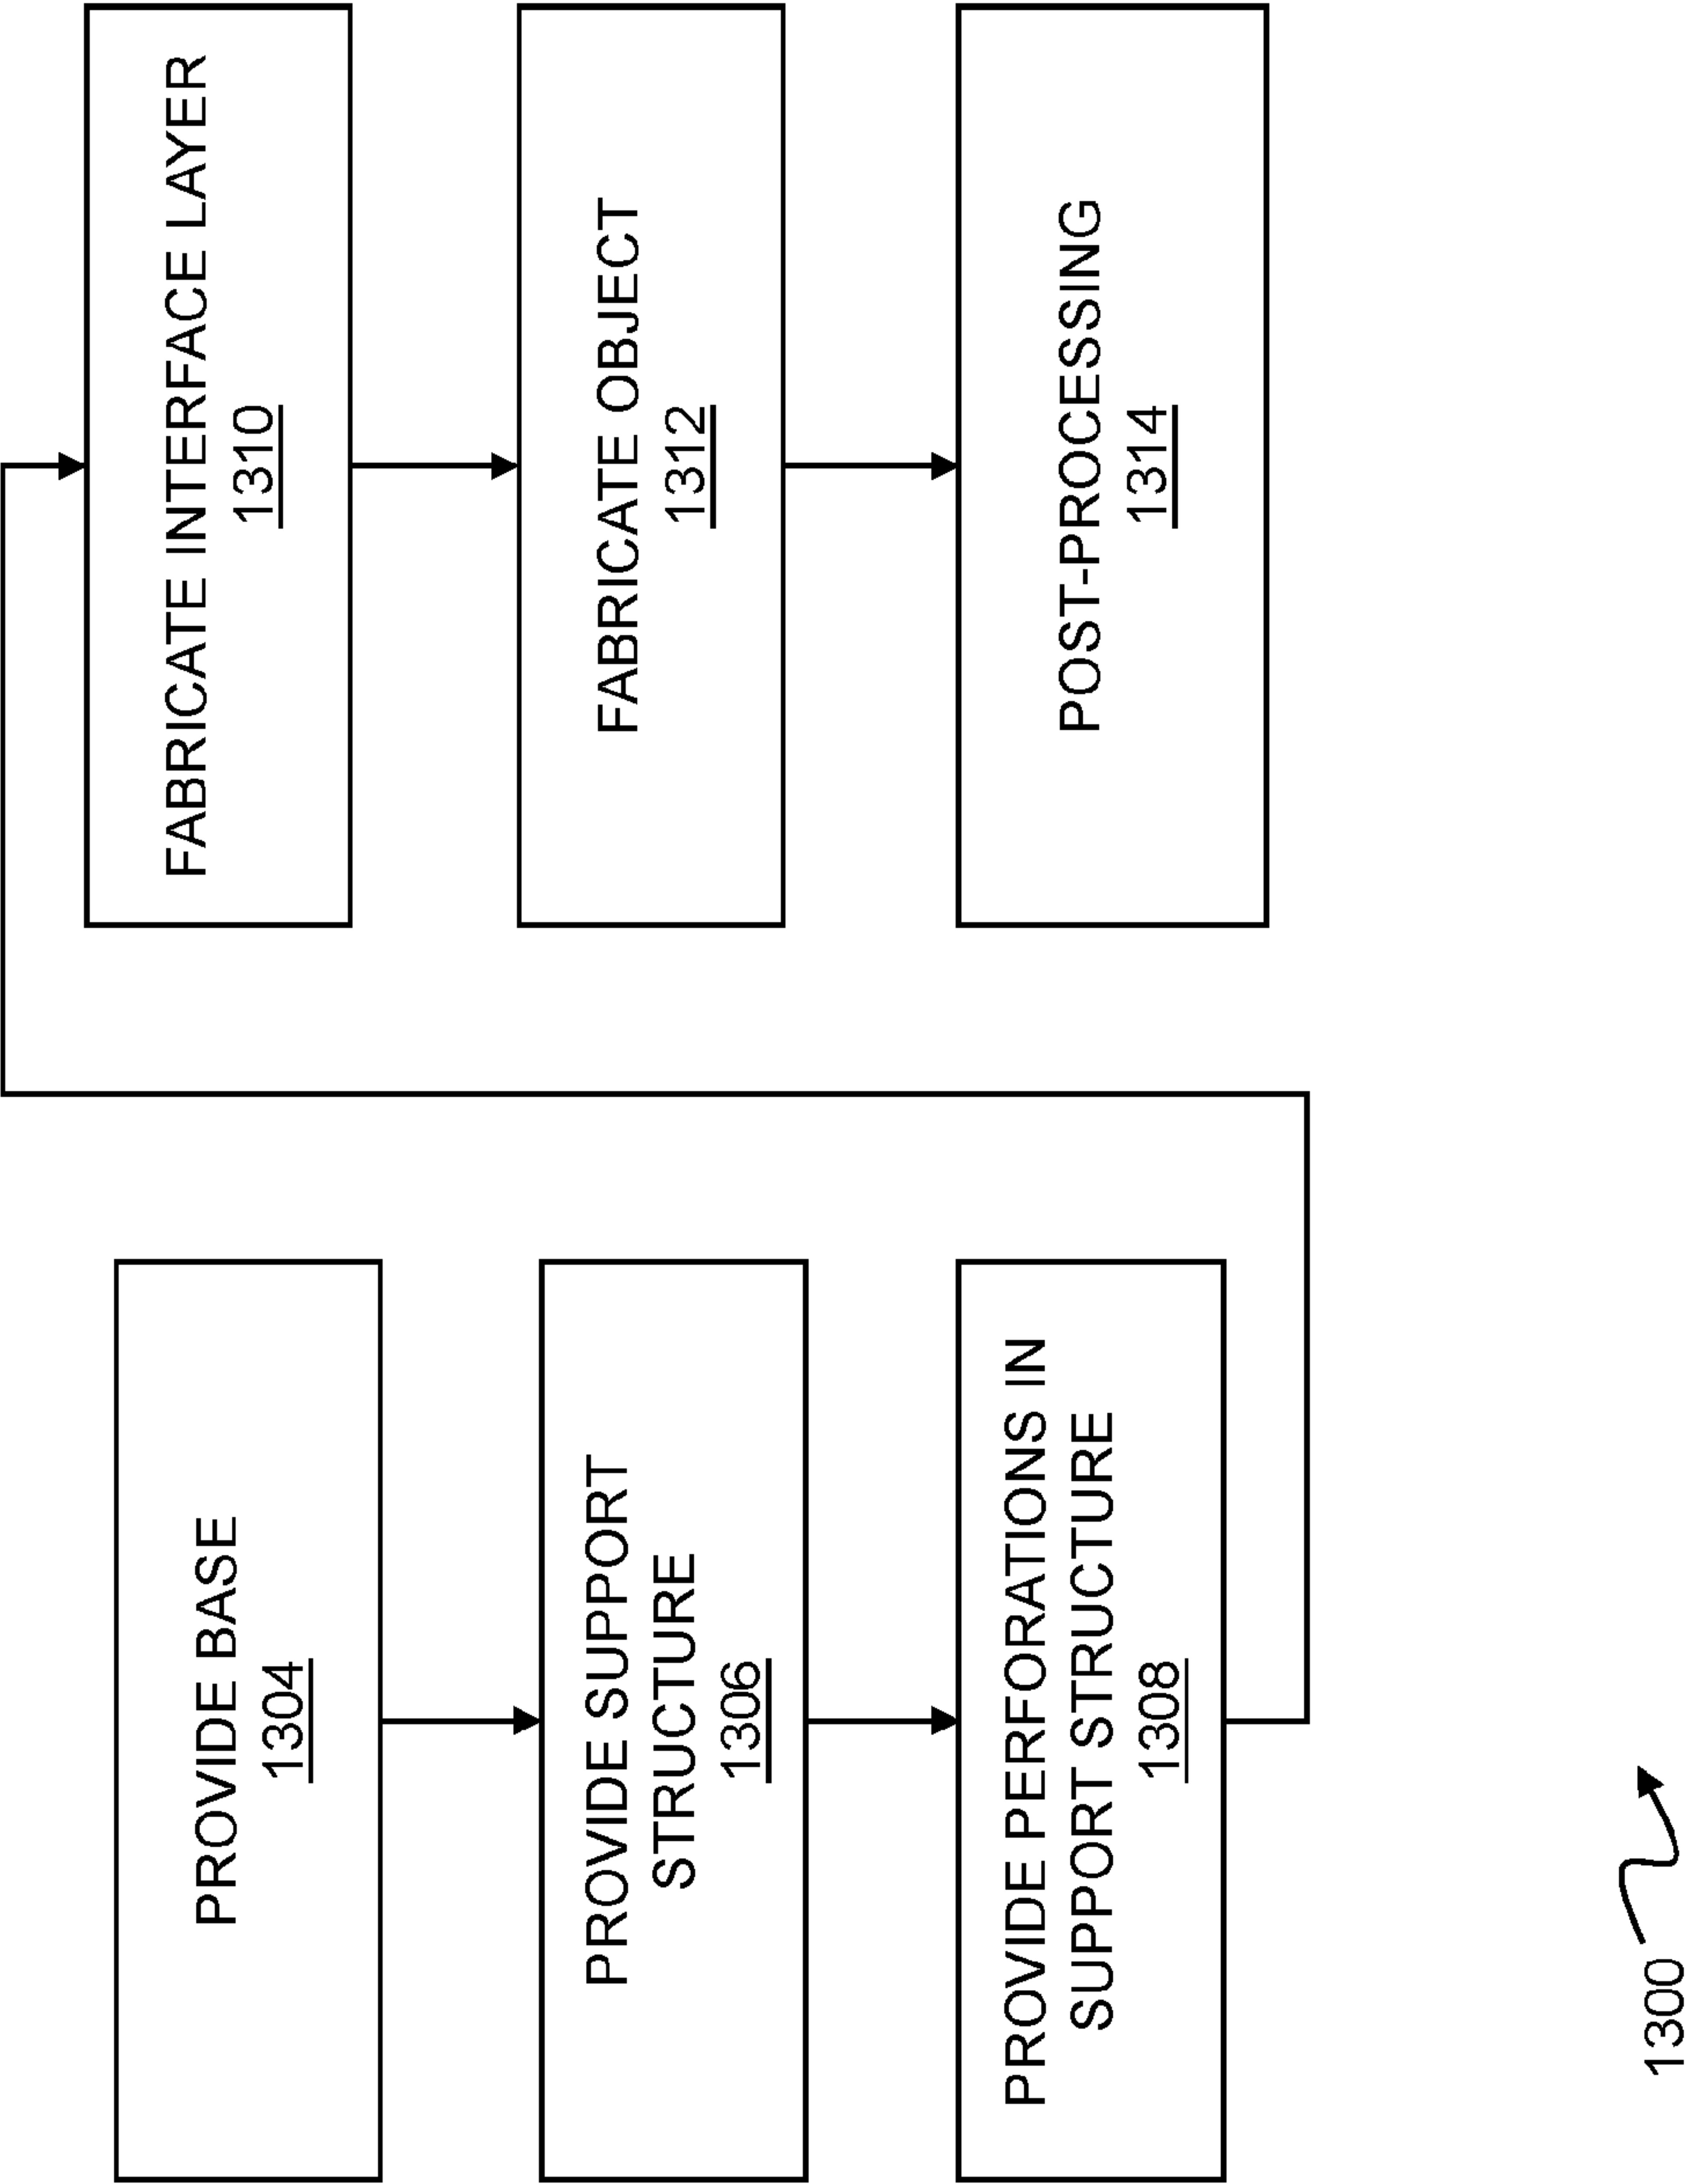 PROVIDE BASE
1304
PROVIDE SUPPORT
STRUCTURE
1306
PROVIDE PERFORATIONS IN
SUPPORT STRUCTURE
1308
FABRICATE INTERFACE LAYER
1310
FABRICATE OBJECT
1312
POST-PROCESSING
1314
1300